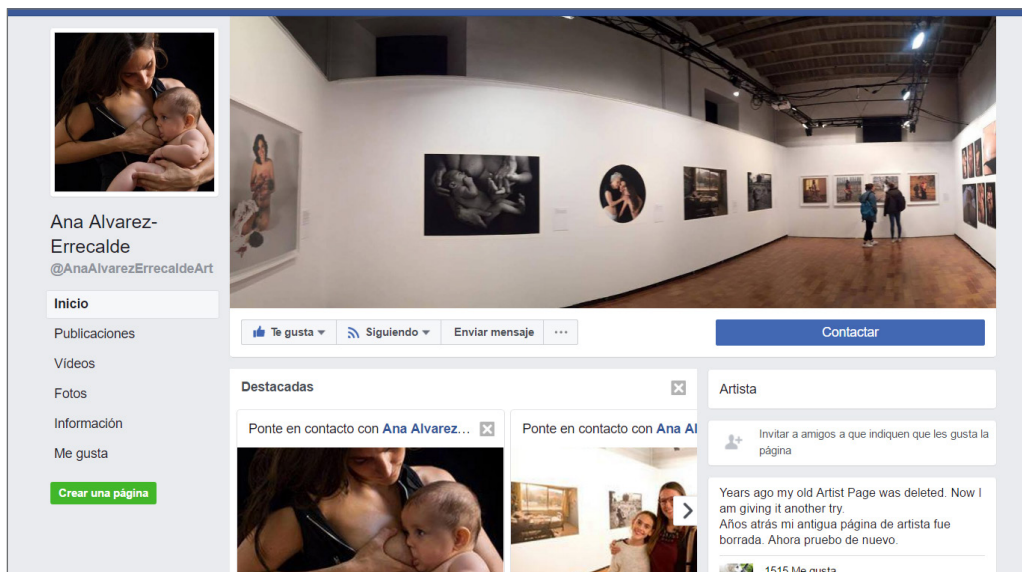 Ana Alvarez-
Errecalde
@AnaAlvarezErrecaldeArt
Inicio
Publicaciones
Vídeos
Fotos
Información
Me gusta
Crear una página
Te gusta
Siguiendo
Enviar mensaje
Contactar
Destacadas
Ponte en contacto con Ana Alvarez...
Ponte en contacto con Ana Al
Artista
Invitar a amigos a que indiquen que les gusta la
página
Years ago my old Artist Page was deleted. Now I
am giving it another try.
Años atrás mi antigua página de artista fue
borrada. Ahora pruebo de nuevo.
1515 Me gusta